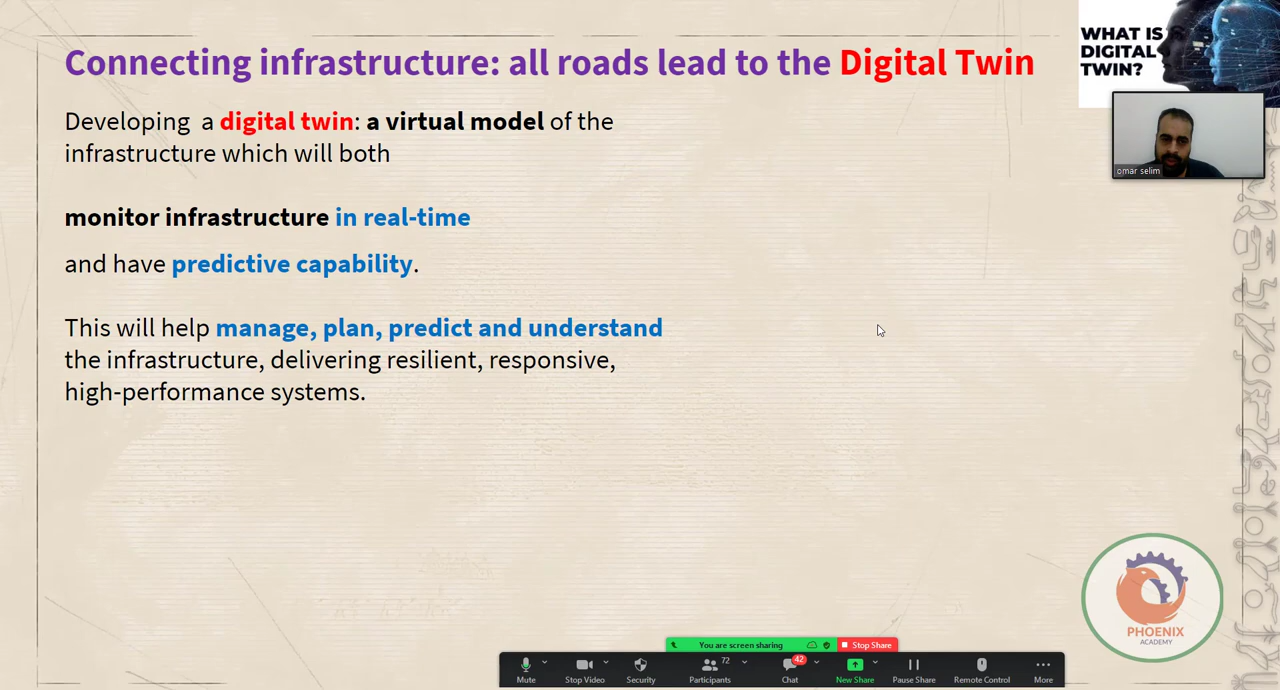 Connecting infrastructure: all roads lead to the Digital Twin
WHAT IS
DIGITAL
TWIN?
Developing a digital twin: a virtual model of the
infrastructure which will both
omar selim
monitor infrastructure in real-time
and have predictive capability.
This will help manage, plan, predict and understand
the infrastructure, delivering resilient, responsive,
high-performance systems.
PHOENIX
ACADEMY
You are screen sharing
Stop Share
Mute
Stop Video
Security
72
Participants
42
Chat
New Share
Pause Share
Remote Control
More